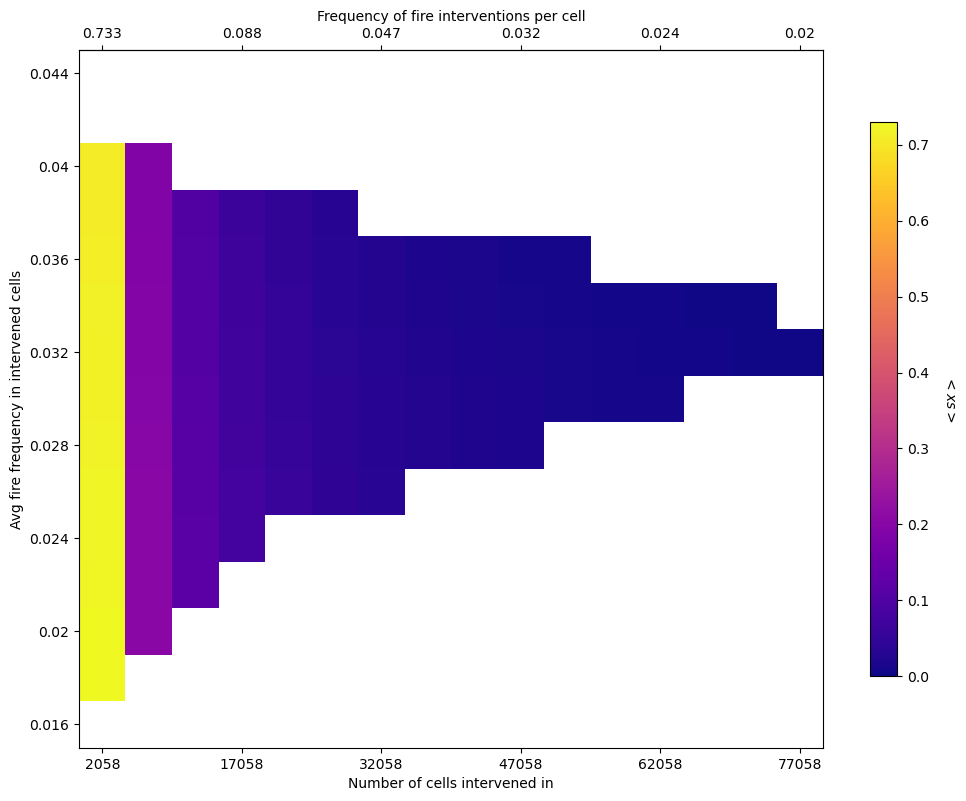 Frequency of fire interventions per cell
0.733 0.088 0.047 0.032 0.024 0.02
Avg fire frequency in intervened cells
0.044
0.04
0.036
0.032
0.028
0.024
0.02
0.016
2058 17058 32058 47058 62058 77058
Number of cells intervened in
0.7
0.6
0.5
0.4
0.3
0.2
0.1
0.0
<xs>